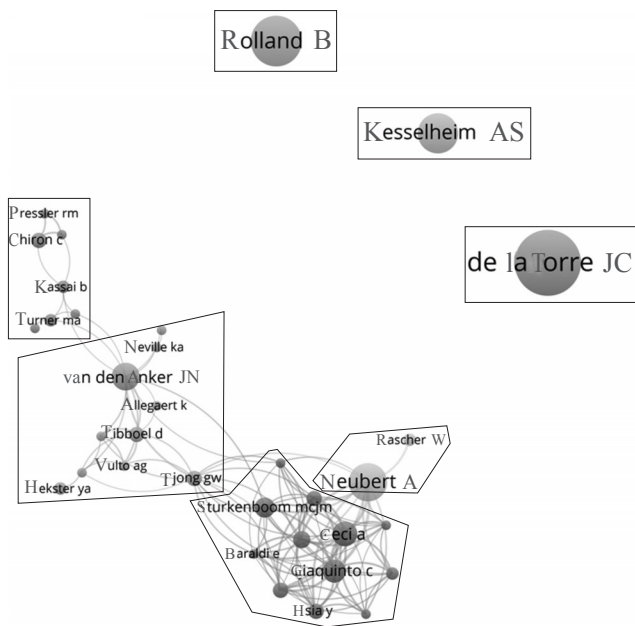 Rolland B
Kesselheim AS
Pressler rm
Chiron c
de la Torre JC
Kassai b
Turner ma
Neville ka
van den Anker JN
Allegaert k
Tibboel d
Rascher W
Vulto ag
Tjong gw
Neubert A
Hekster ya
Sturkenboom mcjm
Ceci a
Baraldi e
Giaquinto c
Hsia y